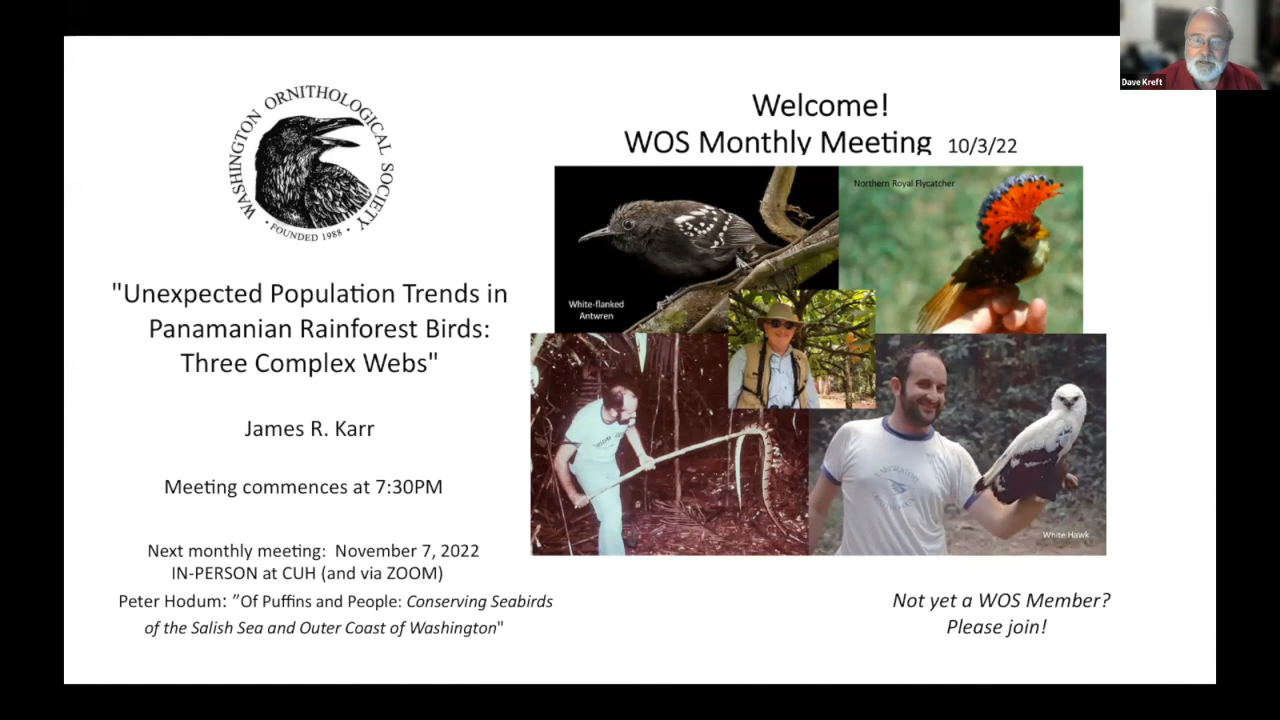 Dave Kreft
WASHINGTON ORNITHOLOGICAL SOCIETY
• FOUNDED 1988 •
Welcome!
WOS Monthly Meeting 10/3/22
Northern Royal Flycatcher
White-flanked
Antwren
White Hawk
"Unexpected Population Trends in
Panamanian Rainforest Birds:
Three Complex Webs"
James R. Karr
Meeting commences at 7:30PM
Next monthly meeting: November 7, 2022
IN-PERSON at CUH (and via ZOOM)
Peter Hodum: "Of Puffins and People: Conserving Seabirds
of the Salish Sea and Outer Coast of Washington"
Not yet a WOS Member?
Please join!